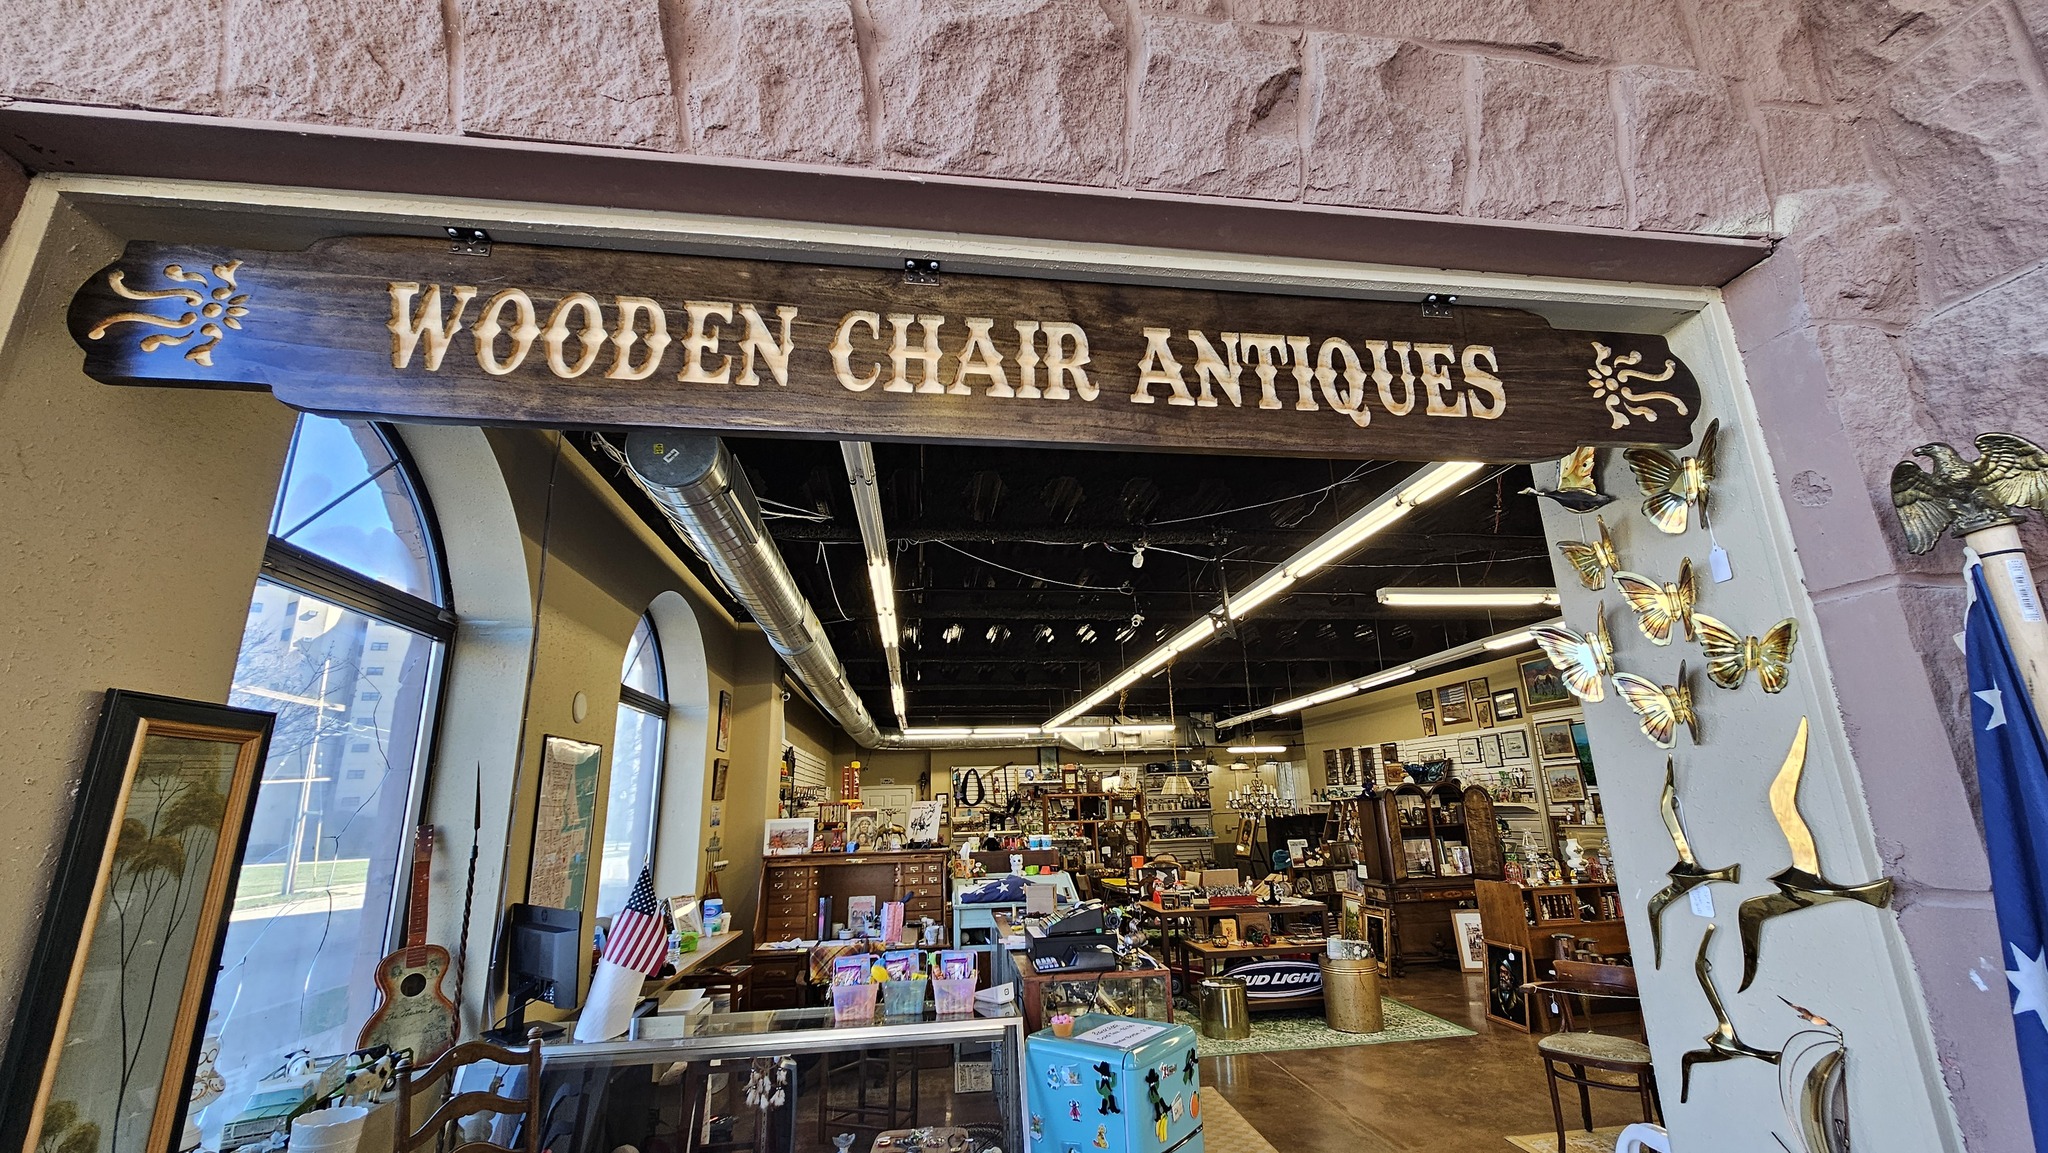 WOODEN CHAIR ANTIQUES
BUD LIGHT